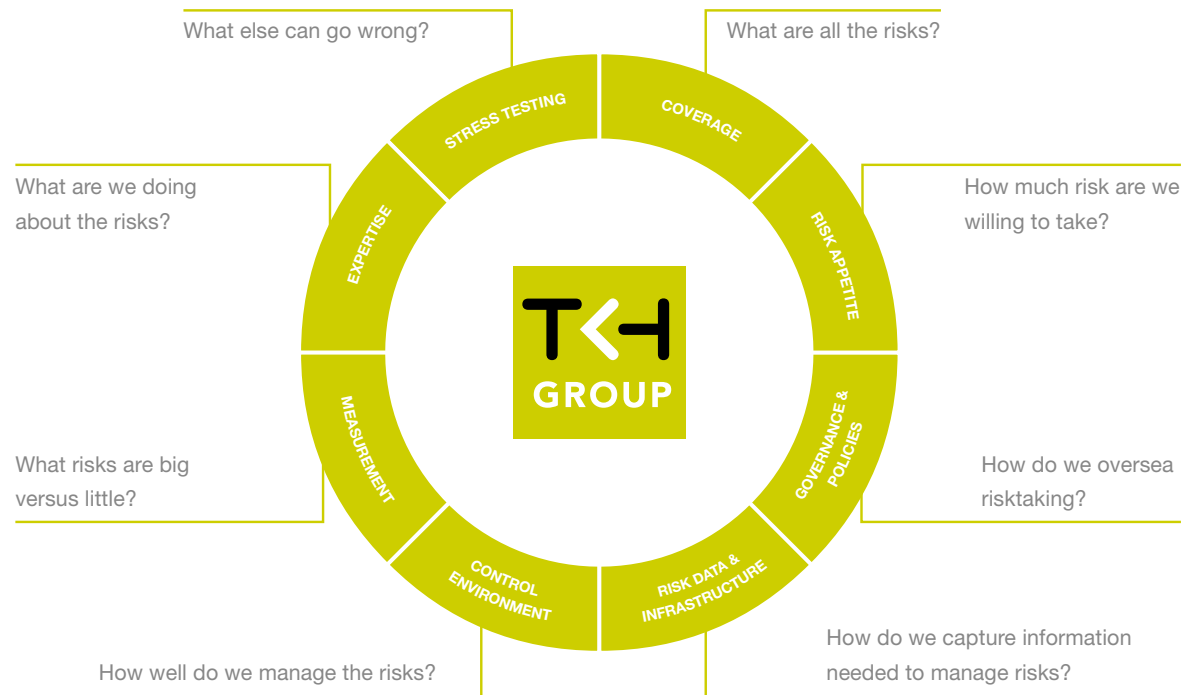 What else can go wrong?
What are all the risks?
STRESS TESTING
COVERAGE
What are we doing
about the risks?
How much risk are we
willing to take?
EXPERTISE
RISK APPETITE
TKH
GROUP
MEASUREMENT
GOVERNANCE &
POLICIES
What risks are big
versus little?
How do we oversea
risktaking?
CONTROL
ENVIRONMENT
RISK DATA &
INFRASTRUCTURE
How well do we manage the risks?
How do we capture information
needed to manage risks?